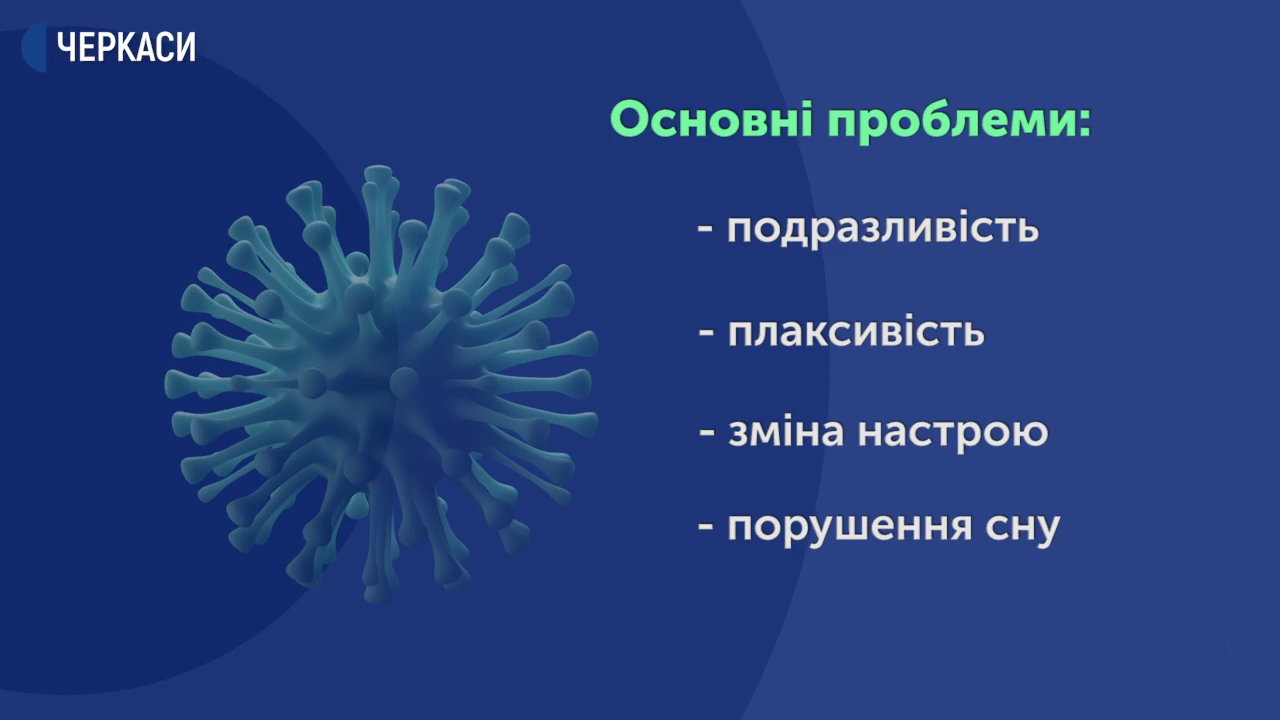 ЧЕРКАСИ
Основні проблеми:
- подразливість
- плаксивість
- зміна настрою
- порушення сну